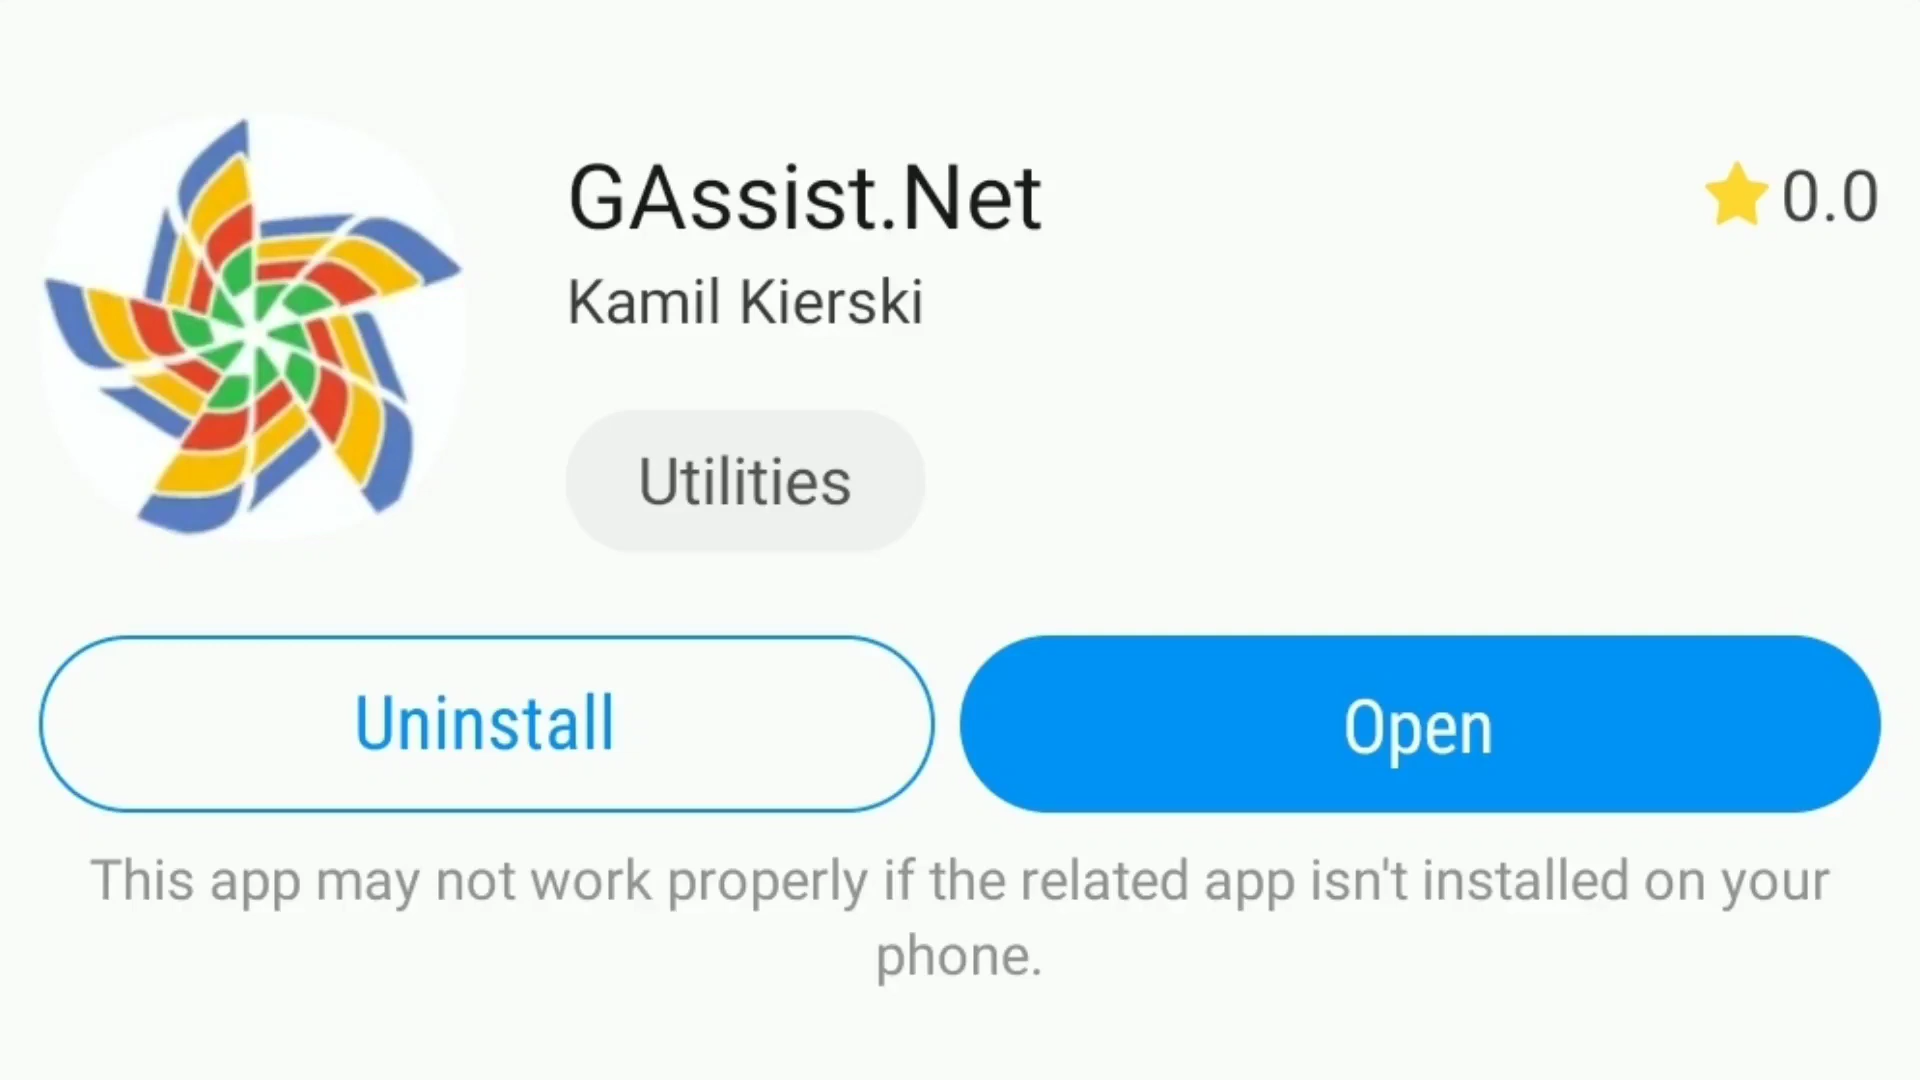 GAssist.Net
0.0
Kamil Kierski
Utilities
Uninstall
Open
This app may not work properly if the related app isn't installed on your
phone.